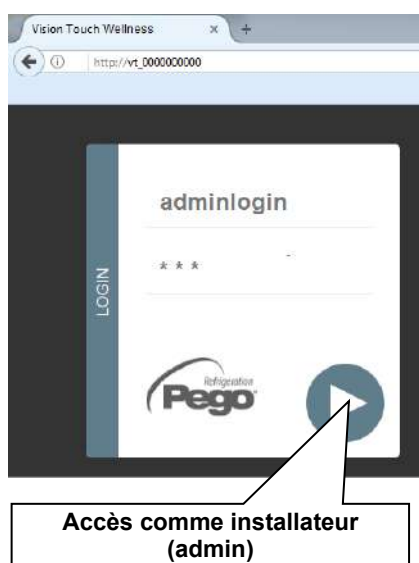 Vision Touch Wellness × +
http://vt_0000000000
adminlogin
LOGIN
* * *
Refrigeration
Pego
Accès comme installateur
(admin)